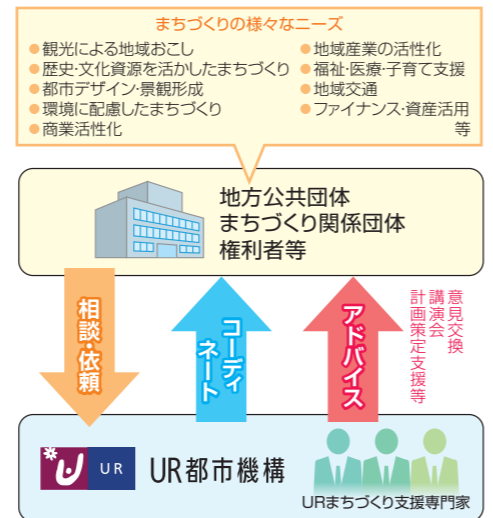 まちづくりの様々なニーズ
●観光による地域おこし
●歴史・文化資源を活かしたまちづくり
●都市デザイン・景観形成
●環境に配慮したまちづくり
●商業活性化
●地域産業の活性化
●福祉・医療・子育て支援
●地域交通
●ファイナンス・資産活用
等
地方公共団体
まちづくり関係団体
権利者等
相談・依頼
コーディ
ネート
アドバイス
意見交換
講演会
計画策定支援等
UR
UR都市機構
URまちづくり支援専門家